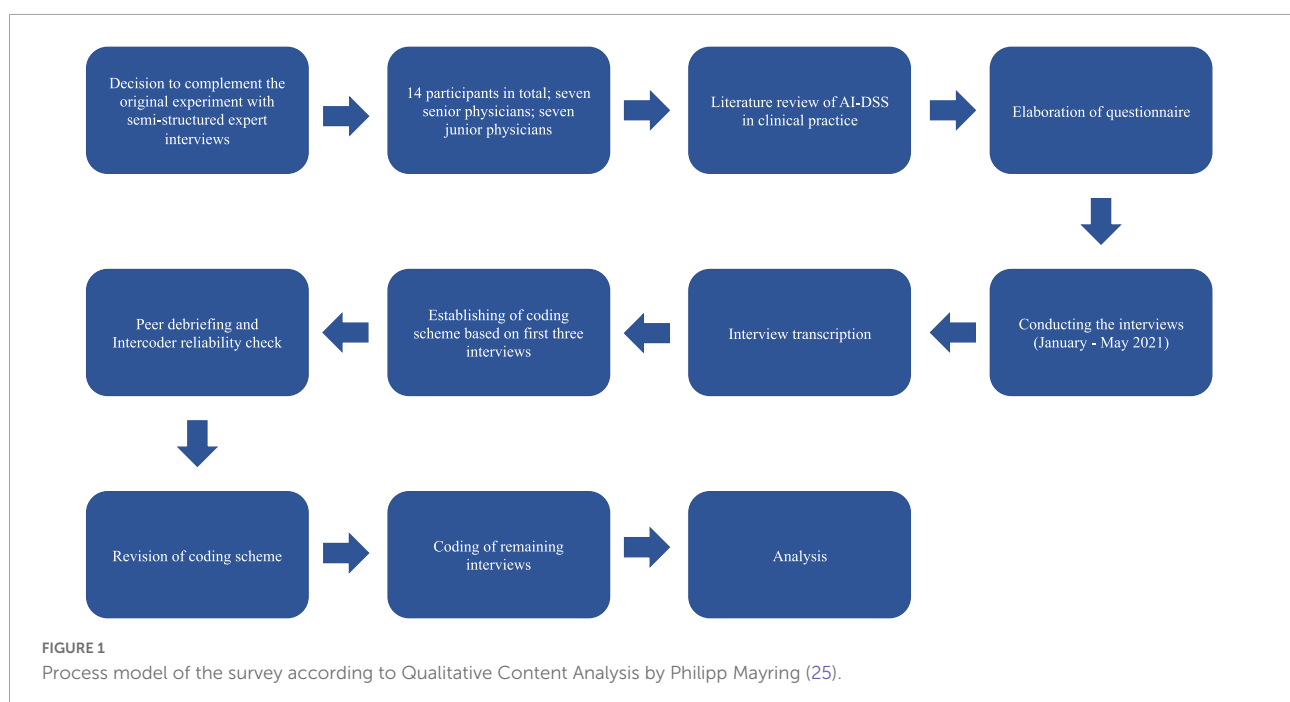 Decision to complement the
original experiment with
semi-structured expert
interviews
14 participants in total; seven
senior physicians; seven
junior physicians
Literature review of AI-DSS
in clinical practice
Elaboration of questionnaire
Conducting the interviews
(January - May 2021)
Interview transcription
Establishing of coding
scheme based on first three
interviews
Peer debriefing and
Intercoder reliability check
Revision of coding scheme
Coding of remaining
interviews
Analysis
FIGURE 1
Process model of the survey according to Qualitative Content Analysis by Philipp Mayring (25).